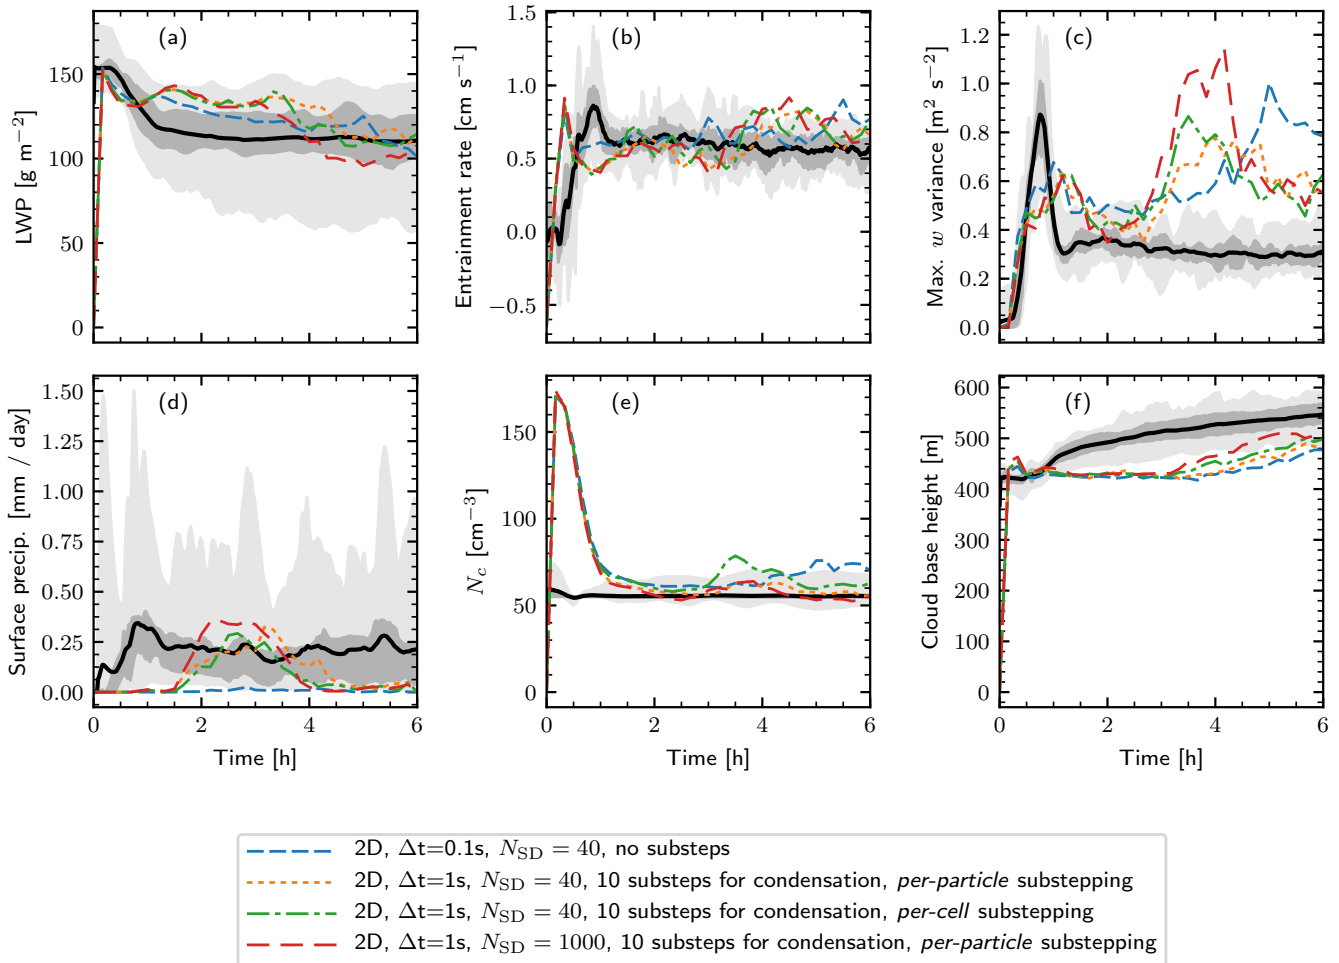 (a)
LWP [g m⁻²]
150
100
50
0
(b)
Entrainment rate [cm s⁻¹]
1.5
1.0
0.5
0.0
−0.5
(c)
Max. w variance [m² s⁻²]
1.2
1.0
0.8
0.6
0.4
0.2
0.0
(d)
Surface precip. [mm / day]
1.50
1.25
1.00
0.75
0.50
0.25
0.00
0 2 4 6
Time [h]
(e)
N_c [cm⁻³]
150
100
50
0
0 2 4 6
Time [h]
(f)
Cloud base height [m]
600
500
400
300
200
100
0
0 2 4 6
Time [h]
2D, Δt=0.1s, N_SD = 40, no substeps
2D, Δt=1s, N_SD = 40, 10 substeps for condensation, per-particle substepping
2D, Δt=1s, N_SD = 40, 10 substeps for condensation, per-cell substepping
2D, Δt=1s, N_SD = 1000, 10 substeps for condensation, per-particle substepping